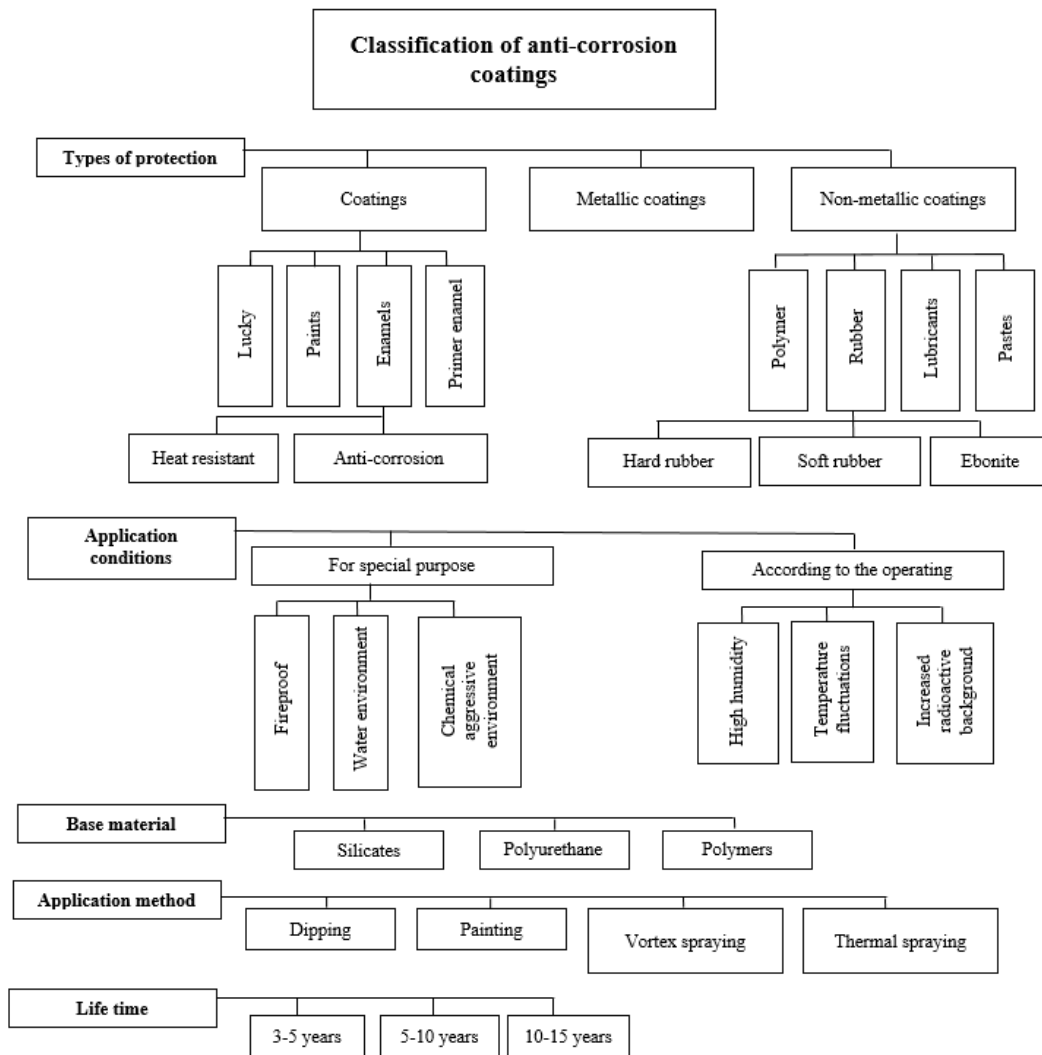 Classification of anti-corrosion
coatings
Types of protection
Coatings
Metallic coatings
Non-metallic coatings
Lucky
Paints
Enamels
Primer enamel
Polymer
Rubber
Lubricants
Pastes
Heat resistant
Anti-corrosion
Hard rubber
Soft rubber
Ebonite
Application
conditions
For special purpose
According to the operating
Fireproof
Water environment
Chemical
aggressive
environment
High humidity
Temperature
fluctuations
Increased
radioactive
background
Base material
Silicates
Polyurethane
Polymers
Application method
Dipping
Painting
Vortex spraying
Thermal spraying
Life time
3-5 years
5-10 years
10-15 years